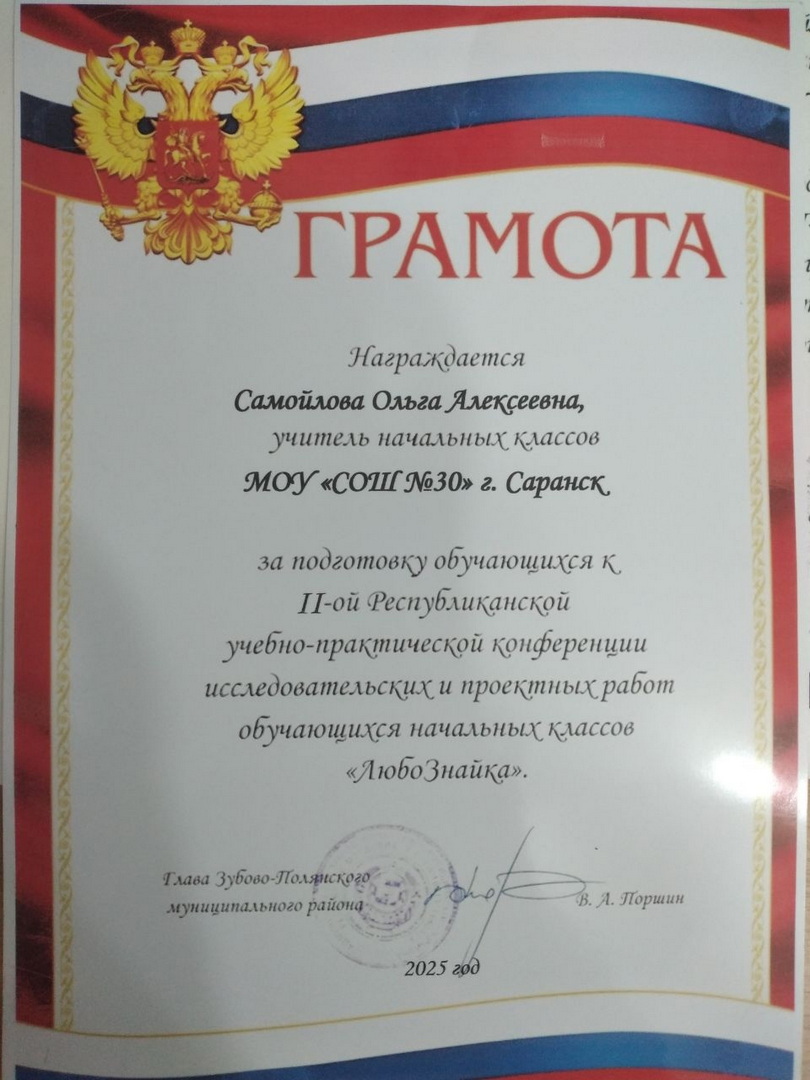 ГРАМОТА
Награждается
Самойлова Ольга Алексеевна,
учитель начальных классов
МОУ «СОШ №30» г. Саранск
за подготовку обучающихся к
II-ой Республиканской
учебно-практической конференции
исследовательских и проектных работ
обучающихся начальных классов
«ЛюбоЗнайка».
Глава Зубово-Полянского
муниципального района
В. А. Поршин
2025 год